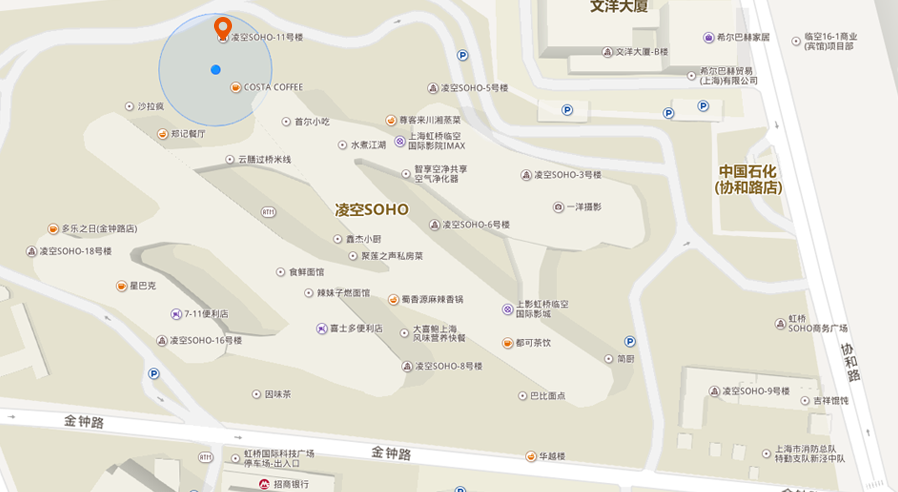 文洋大厦
凌空SOHO-11号楼
希尔巴赫家居
临空16-1商业
(宾馆)项目部
文洋大厦-B楼
P
希尔巴赫贸易
(上海)有限公司
COSTA COFFEE
凌空SOHO-5号楼
沙拉疯
P
P
P
首尔小吃
尊客来川湘蒸菜
郑记餐厅
上海虹桥临空
国际影院IMAX
水煮江湖
云膳过桥米线
智享空净共享
空气净化器
凌空SOHO-3号楼
中国石化
(协和路店)
ATM
凌空SOHO
一洋摄影
多乐之日(金钟路店)
凌空SOHO-6号楼
鑫杰小厨
凌空SOHO-18号楼
聚莲之声私房菜
食鲜面馆
星巴克
辣妹子燃面馆
蜀香源麻辣香锅
上影虹桥临空
国际影城
7-11便利店
喜士多便利店
大喜鲍上海
风味营养快餐
虹桥
SOHO商务广场
凌空SOHO-16号楼
都可茶饮
P
简厨
协和路
凌空SOHO-8号楼
P
因味茶
巴比面点
凌空SOHO-9号楼
吉祥馄饨
金钟路
金钟路
ATM
虹桥国际科技广场
停车场-出入口
华越楼
上海市消防总队
特勤支队新泾中队
招商银行
P